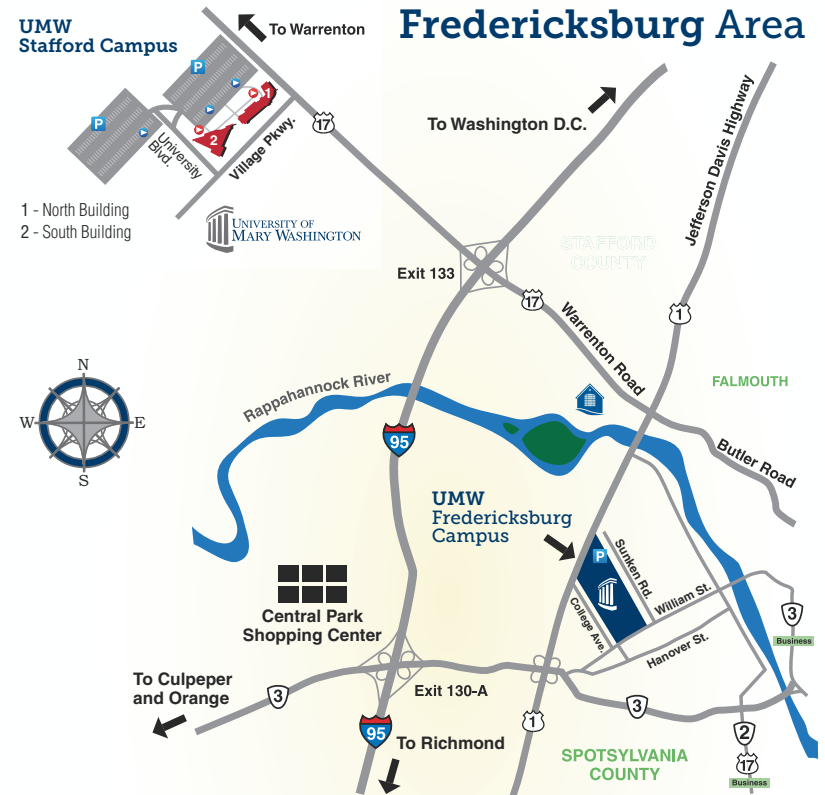 Fredericksburg Area
UMW
Stafford Campus
To Warrenton
P
P
1
2
University
Blvd.
Village Pkwy.
17
1 - North Building
2 - South Building
UNIVERSITY OF
MARY WASHINGTON
To Washington D.C.
Jefferson Davis Highway
STAFFORD
COUNTY
Exit 133
17
Warrenton Road
1
FALMOUTH
Rappahannock River
N
W
E
S
95
Butler Road
UMW
Fredericksburg
Campus
P
Sunken Rd.
College Ave.
William St.
Hanover St.
3
Business
Central Park
Shopping Center
To Culpeper
and Orange
3
Exit 130-A
3
95
To Richmond
1
2
17
Business
SPOTSYLVANIA
COUNTY